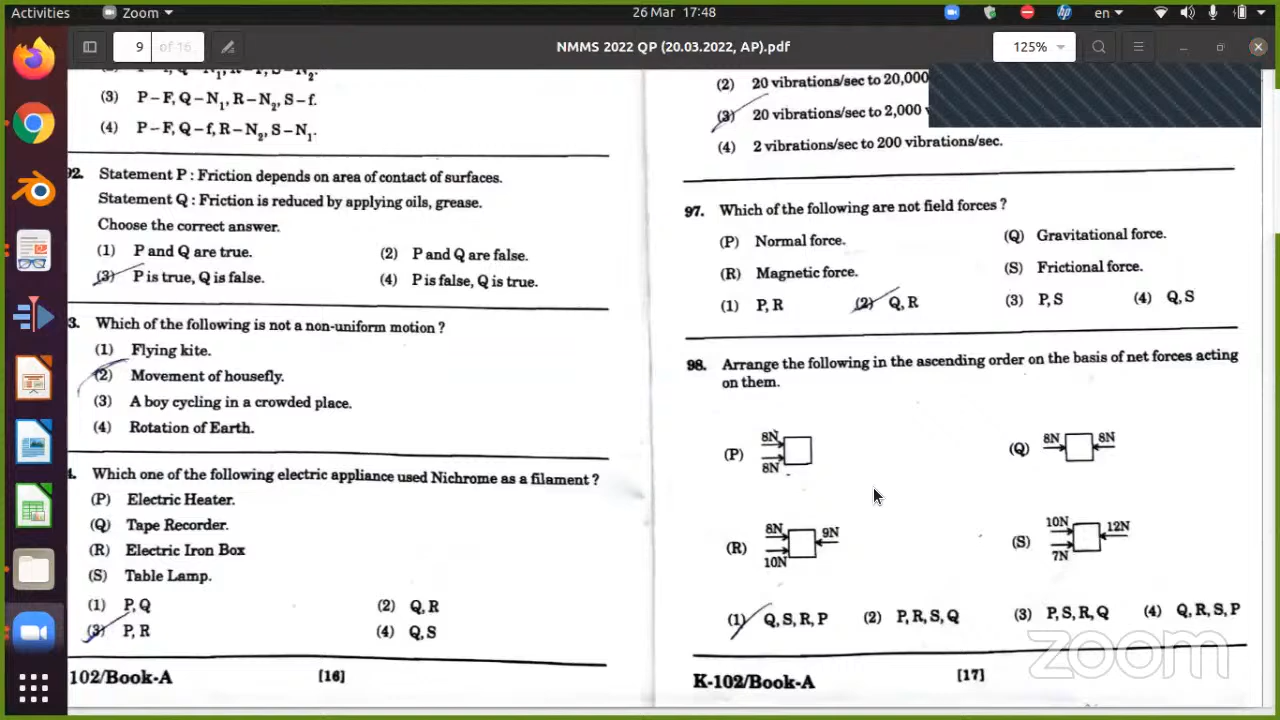 Activities
Zoom
26 Mar 17:48
en
9 of 16
NMMS 2022 QP (20.03.2022, AP).pdf
125%
P – f, Q – N₁, R – F, S – N₂.
(3) P – F, Q – N₁, R – N₂, S – f.
(4) P – F, Q – f, R – N₂, S – N₁.
92. Statement P : Friction depends on area of contact of surfaces.
Statement Q : Friction is reduced by applying oils, grease.
Choose the correct answer.
(1) P and Q are true. (2) P and Q are false.
(3) P is true, Q is false. (4) P is false, Q is true.
3. Which of the following is not a non-uniform motion ?
(1) Flying kite.
(2) Movement of housefly.
(3) A boy cycling in a crowded place.
(4) Rotation of Earth.
Which one of the following electric appliance used Nichrome as a filament ?
(P) Electric Heater.
(Q) Tape Recorder.
(R) Electric Iron Box
(S) Table Lamp.
(1) P, Q (2) Q, R
(3) P, R (4) Q, S
102/Book-A [16]
(2) 20 vibrations/sec to 20,000
(3) 20 vibrations/sec to 2,000
(4) 2 vibrations/sec to 200 vibrations/sec.
97. Which of the following are not field forces ?
(P) Normal force. (Q) Gravitational force.
(R) Magnetic force. (S) Frictional force.
(1) P, R (2) Q, R (3) P, S (4) Q, S
98. Arrange the following in the ascending order on the basis of net forces acting
on them.
(P) 8N 8N
(Q) 8N 8N
(R) 8N 10N 9N
(S) 10N 7N 12N
(1) Q, S, R, P (2) P, R, S, Q (3) P, S, R, Q (4) Q, R, S, P
K-102/Book-A [17]
zoom